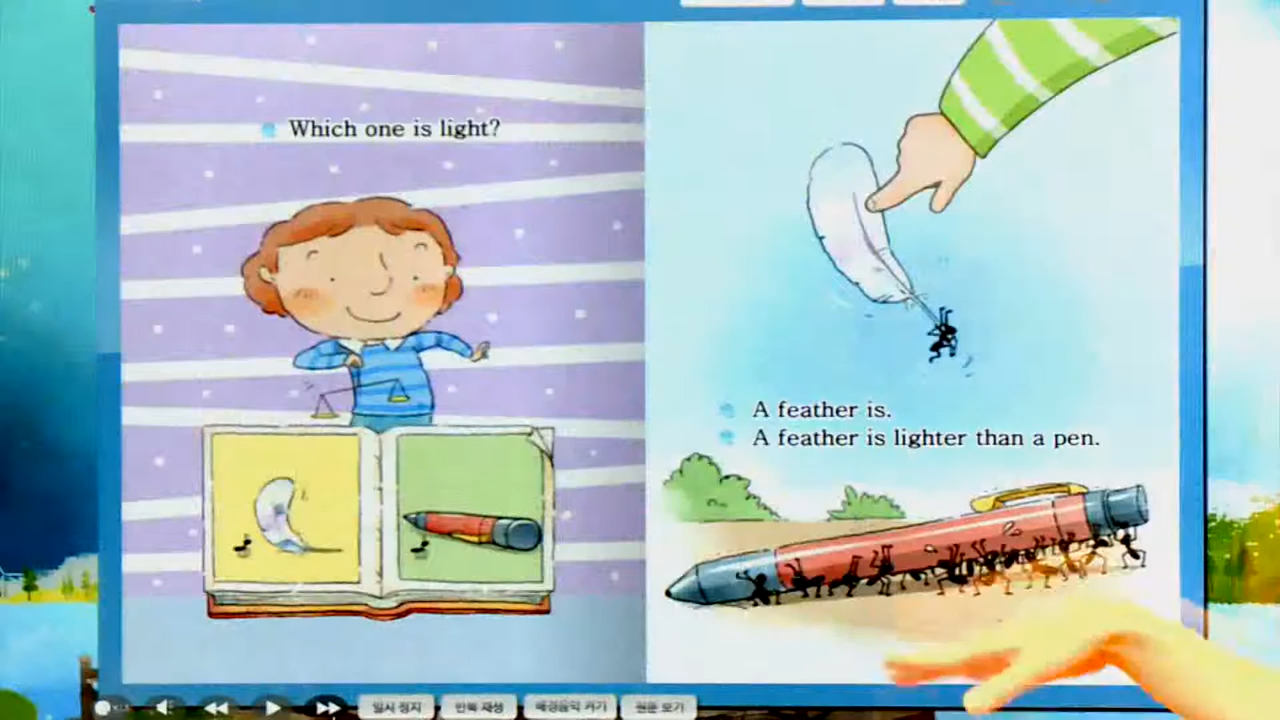 Which one is light?
A feather is.
A feather is lighter than a pen.
일시 정지
반복 재생
배경음악 켜기
원문 보기